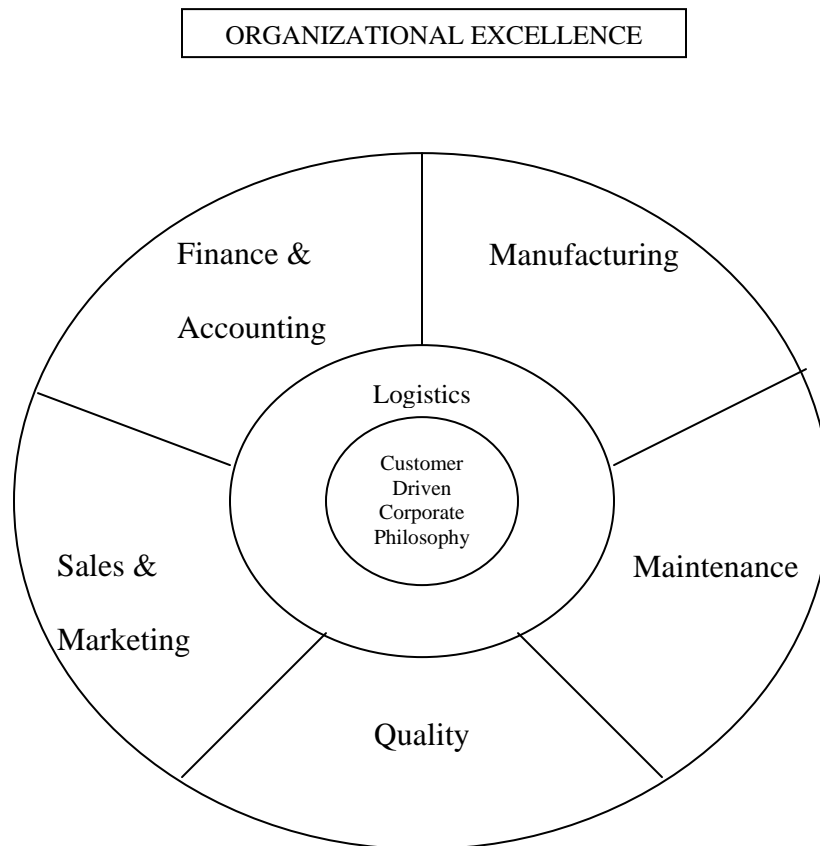 ORGANIZATIONAL EXCELLENCE
Finance &
Accounting
Manufacturing
Logistics
Customer
Driven
Corporate
Philosophy
Sales &
Marketing
Maintenance
Quality